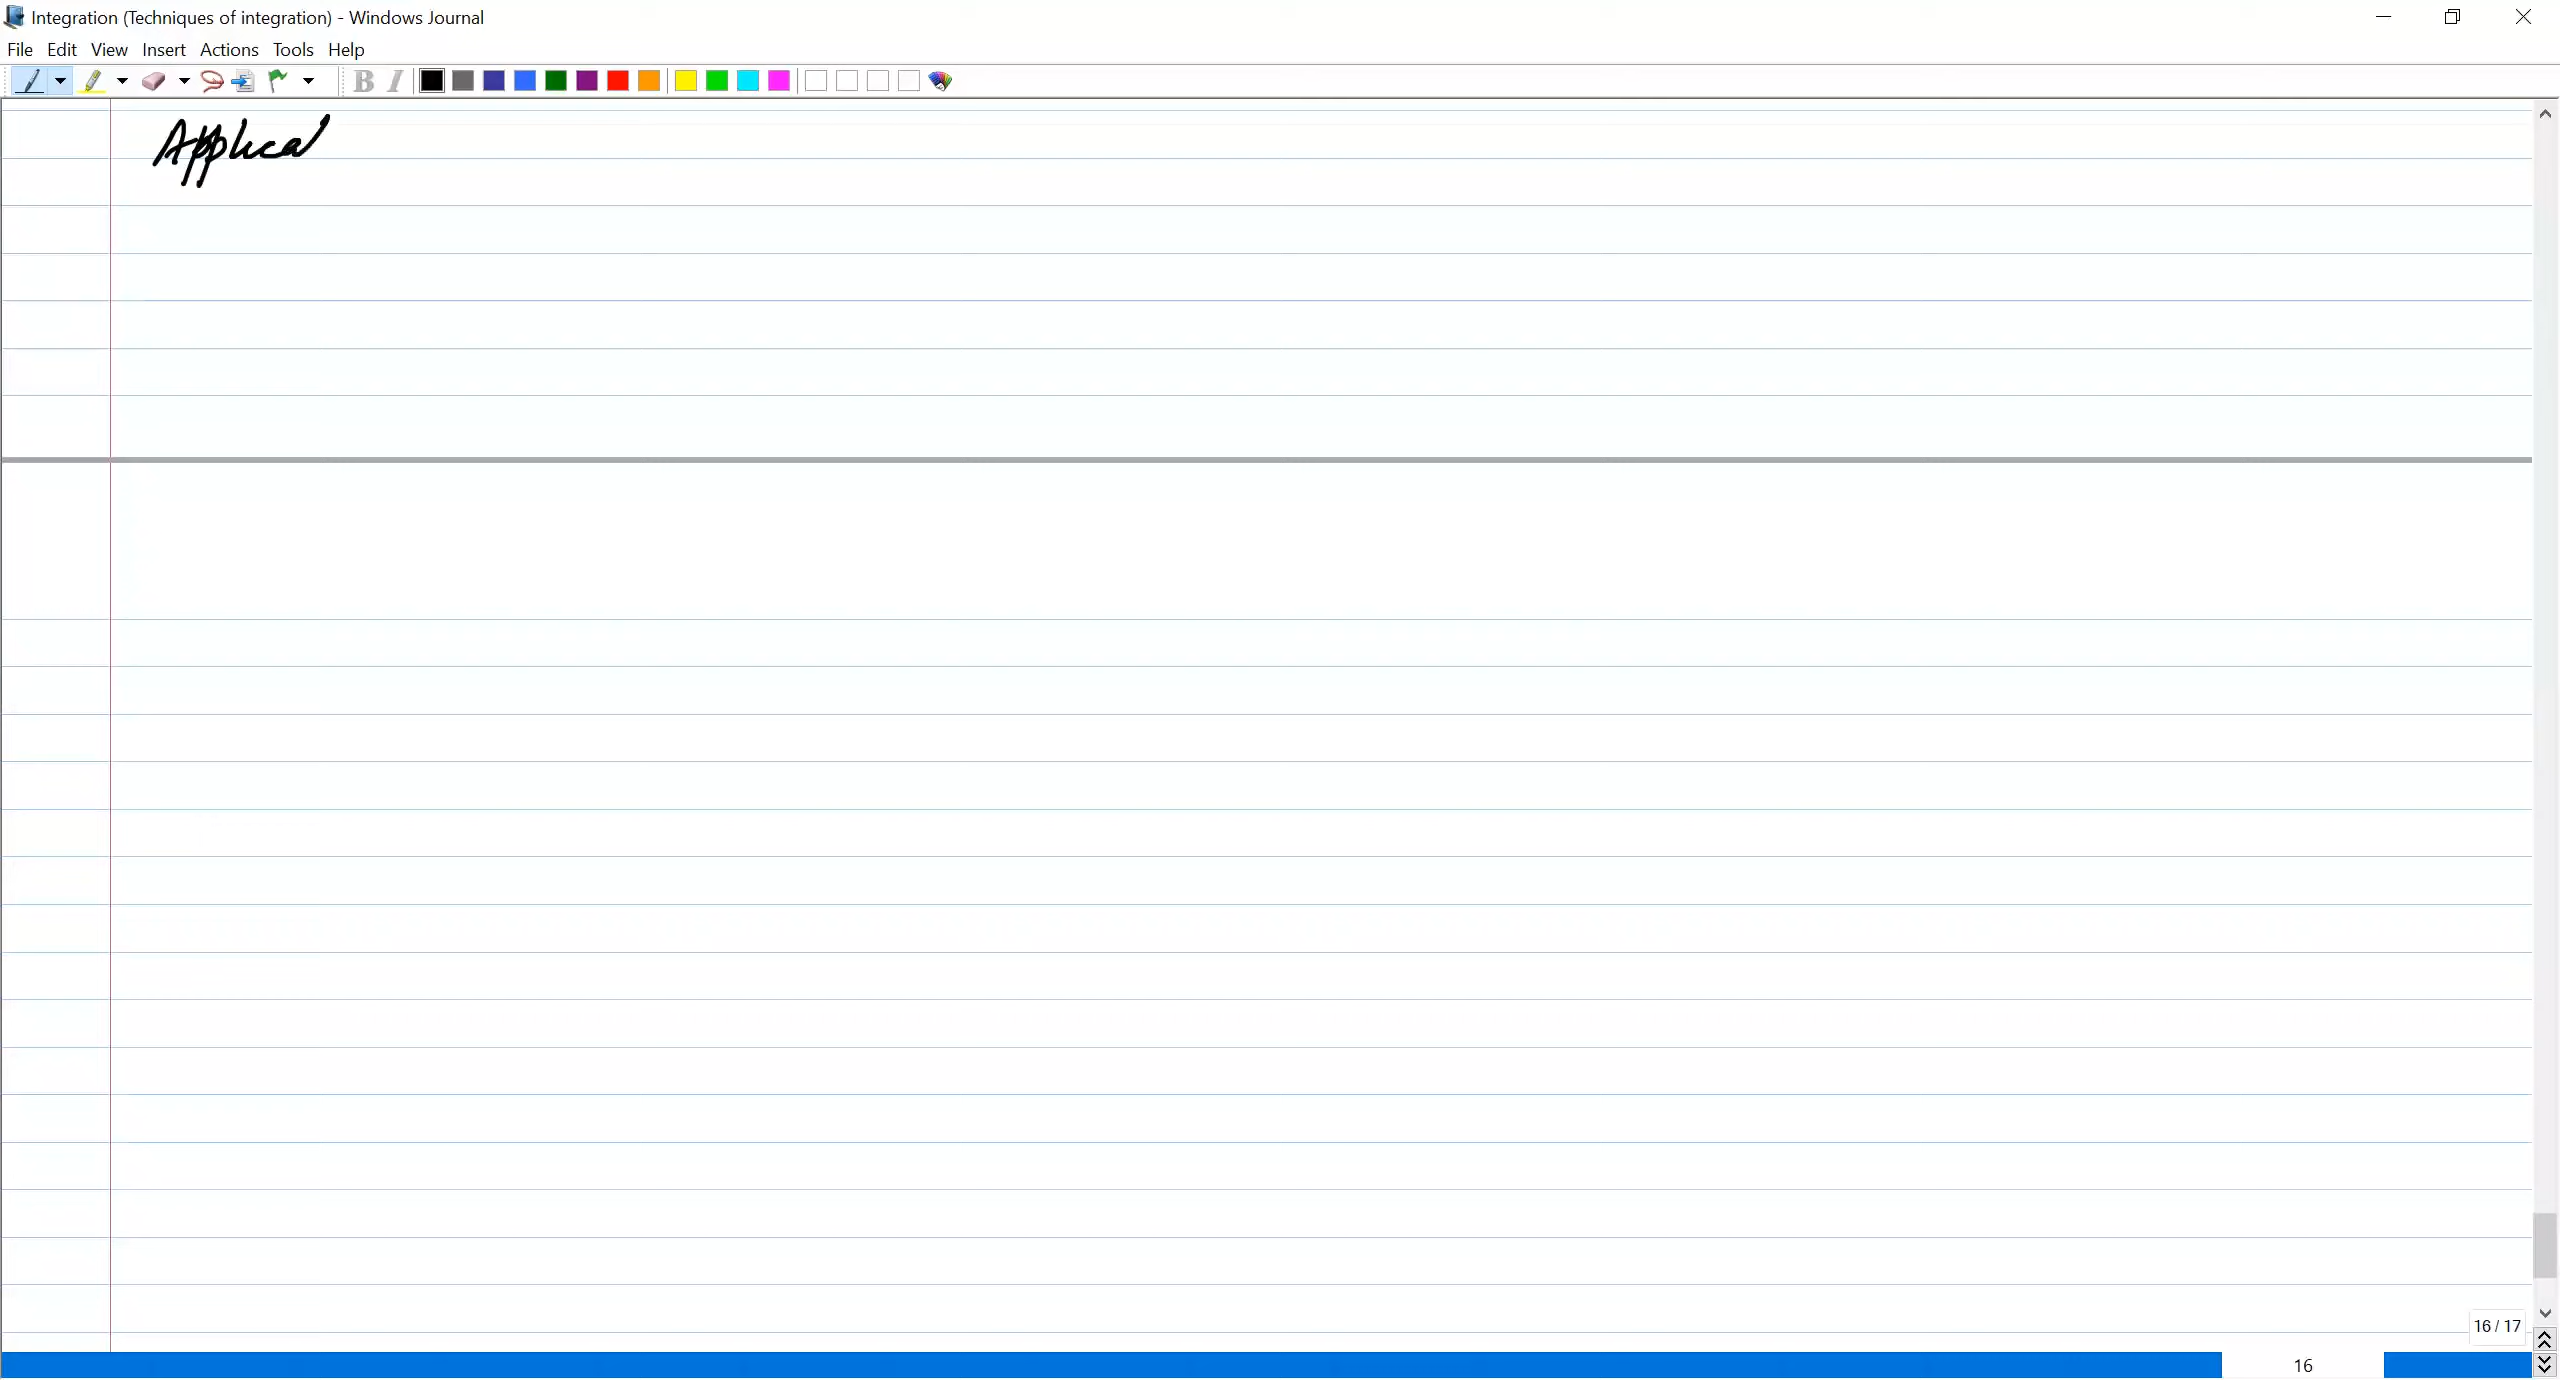 Integration (Techniques of integration) - Windows Journal
File Edit View Insert Actions Tools Help
B I
Applica
16 / 17
16